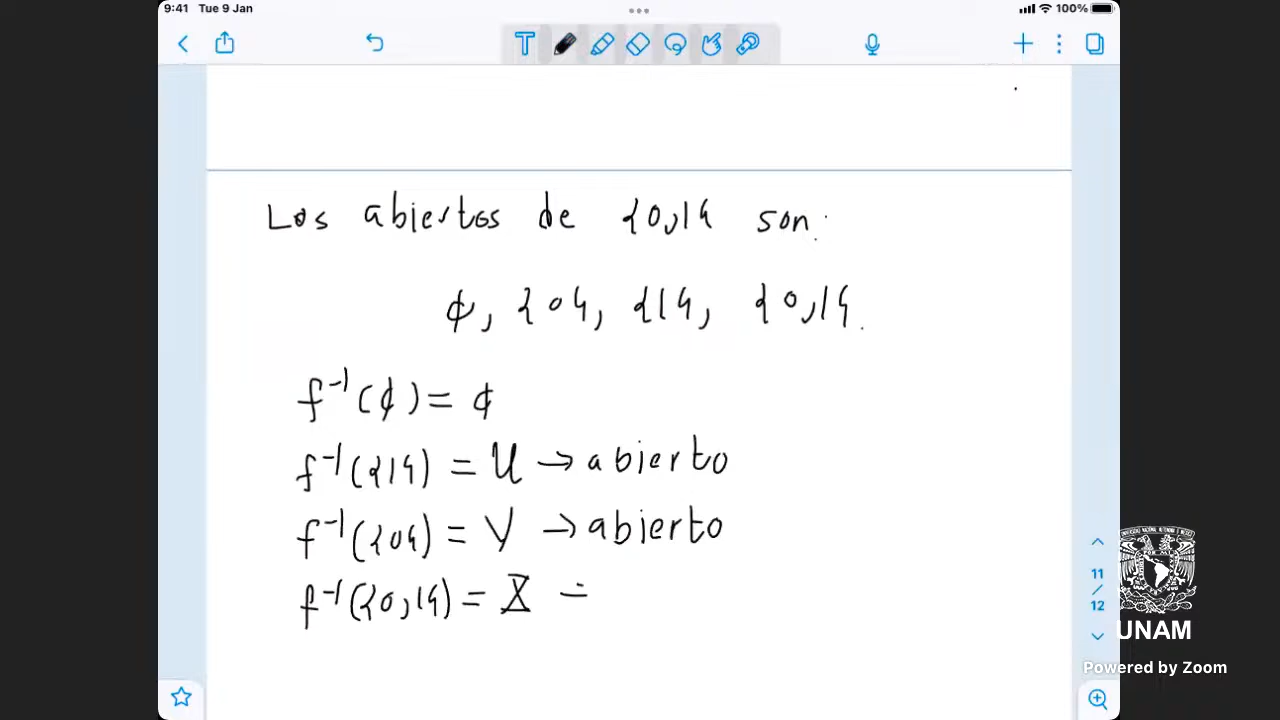 9:41 Tue 9 Jan 100%
T
Los abiertos de {0,1} son:
∅, {0}, {1}, {0,1}.
f⁻¹(∅) = ∅
f⁻¹({1}) = U → abierto
f⁻¹({0}) = V → abierto
f⁻¹({0,1}) = X =
11
/
12
UNAM
Powered by Zoom